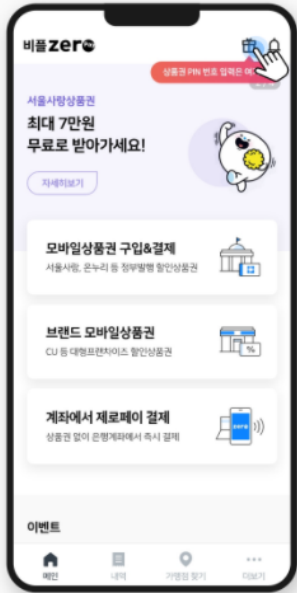 비플zero Pay
상품권 PIN 번호 입력은 여
서울사랑상품권
최대 7만원
무료로 받아가세요!
자세히보기
모바일상품권 구입&결제
서울사랑, 온누리 등 정부발행 할인상품권
브랜드 모바일상품권
CU 등 대형프랜차이즈 할인상품권
%
계좌에서 제로페이 결제
상품권 없이 은행계좌에서 즉시 결제
zero
이벤트
메인
내역
가맹점 찾기
더보기